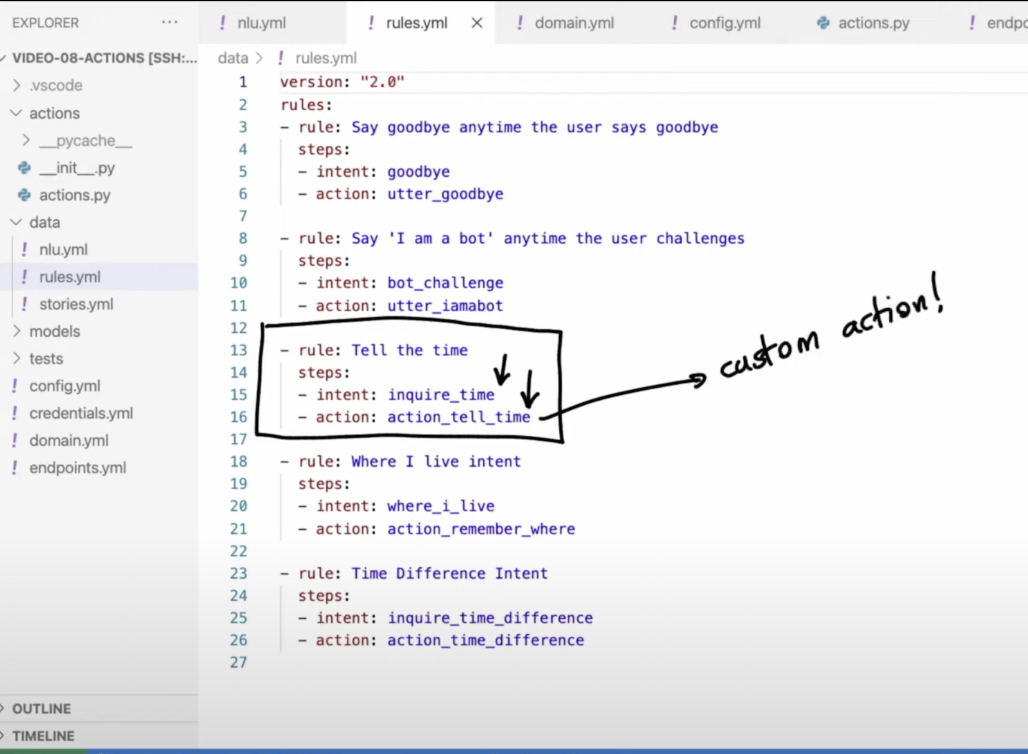 EXPLORER ...
! nlu.yml
! rules.yml ×
! domain.yml
! config.yml
actions.py
! endpo
VIDEO-08-ACTIONS [SSH:...
.vscode
actions
__pycache__
__init__.py
actions.py
data
! nlu.yml
! rules.yml
! stories.yml
models
tests
! config.yml
! credentials.yml
! domain.yml
! endpoints.yml
OUTLINE
TIMELINE
data > ! rules.yml
1 version: "2.0"
2 rules:
3 - rule: Say goodbye anytime the user says goodbye
4 steps:
5 - intent: goodbye
6 - action: utter_goodbye
7
8 - rule: Say 'I am a bot' anytime the user challenges
9 steps:
10 - intent: bot_challenge
11 - action: utter_iamabot
12
13 - rule: Tell the time
14 steps:
15 - intent: inquire_time
16 - action: action_tell_time
17
18 - rule: Where I live intent
19 steps:
20 - intent: where_i_live
21 - action: action_remember_where
22
23 - rule: Time Difference Intent
24 steps:
25 - intent: inquire_time_difference
26 - action: action_time_difference
27
custom action!